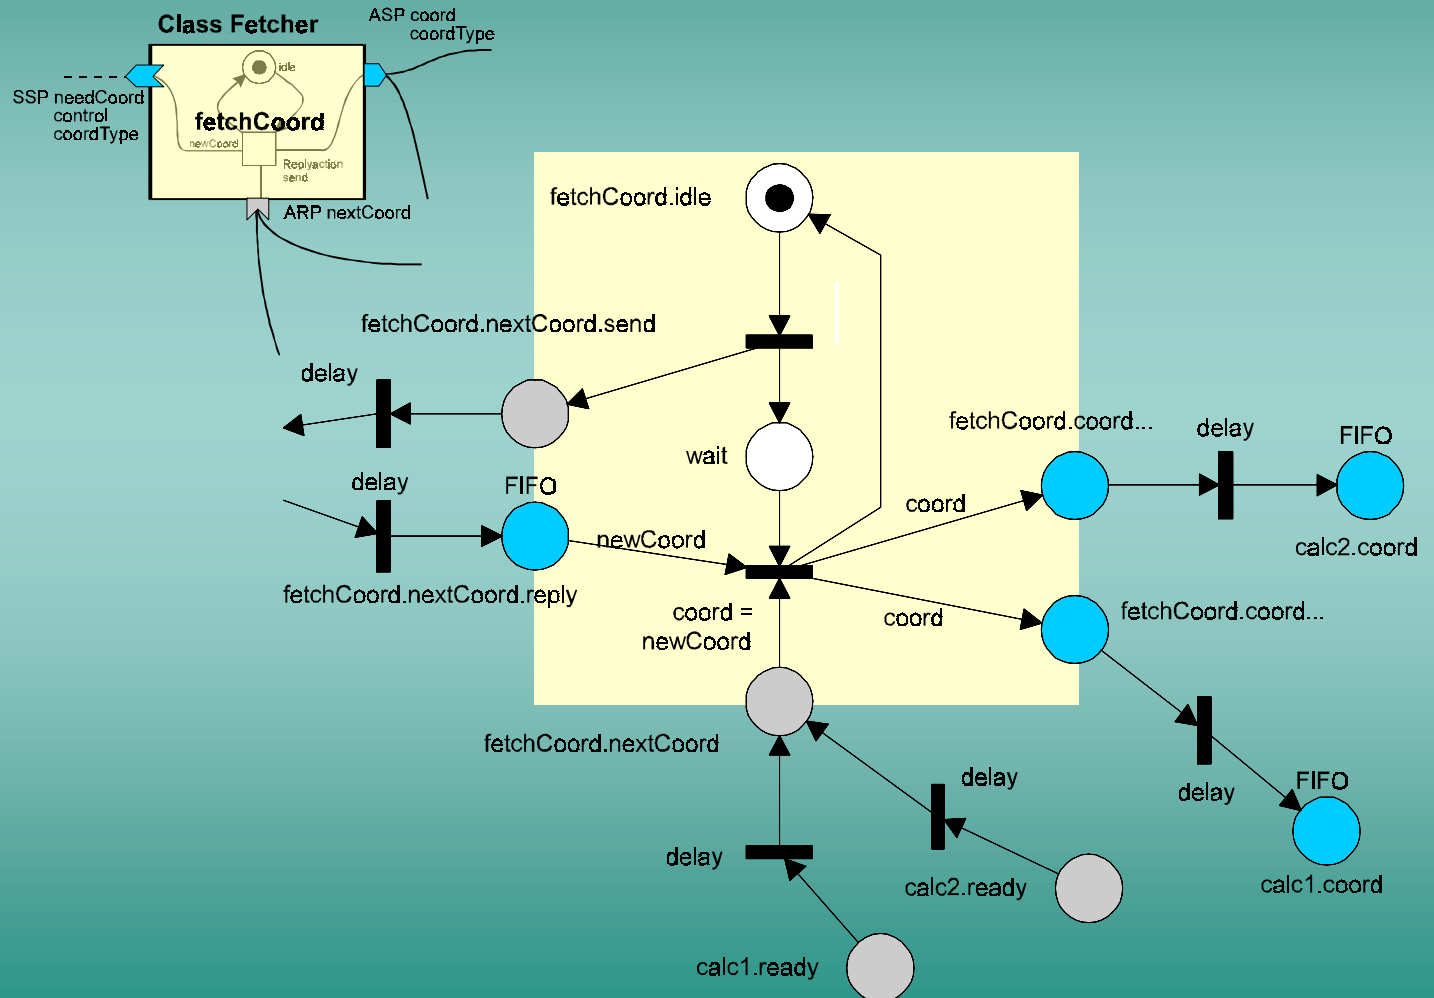 Class Fetcher
ASP coord
coordType
idle
SSP needCoord
control
coordType
fetchCoord
newCoord
Replyaction
send
ARP nextCoord
fetchCoord.idle
fetchCoord.nextCoord.send
delay
wait
fetchCoord.coord...
delay
FIFO
delay
FIFO
coord
newCoord
calc2.coord
fetchCoord.nextCoord.reply
coord =
newCoord
coord
fetchCoord.coord...
fetchCoord.nextCoord
delay
FIFO
delay
delay
calc2.ready
calc1.coord
calc1.ready